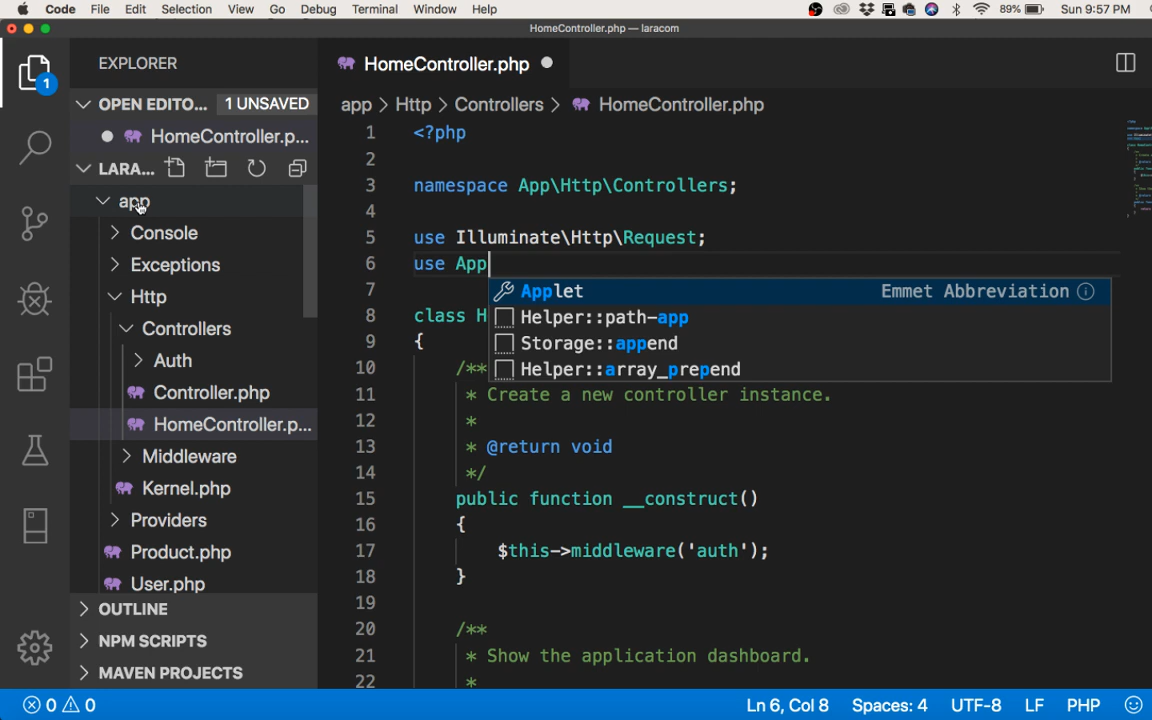 Code File Edit Selection View Go Debug Terminal Window Help 89% Sun 9:57 PM
HomeController.php — laracom
EXPLORER
1
OPEN EDITO... 1 UNSAVED
HomeController.p...
LARA...
app
Console
Exceptions
Http
Controllers
Auth
Controller.php
HomeController.p...
Middleware
Kernel.php
Providers
Product.php
User.php
OUTLINE
NPM SCRIPTS
MAVEN PROJECTS
HomeController.php
app > Http > Controllers > HomeController.php
1 <?php
2
3 namespace App\Http\Controllers;
4
5 use Illuminate\Http\Request;
6 use App
7
Applet Emmet Abbreviation
Helper::path-app
Storage::append
Helper::array_prepend
8 class H
9 {
10 /**
11 * Create a new controller instance.
12 *
13 * @return void
14 */
15 public function __construct()
16 {
17 $this->middleware('auth');
18 }
19
20 /**
21 * Show the application dashboard.
22 *
0 0 Ln 6, Col 8 Spaces: 4 UTF-8 LF PHP